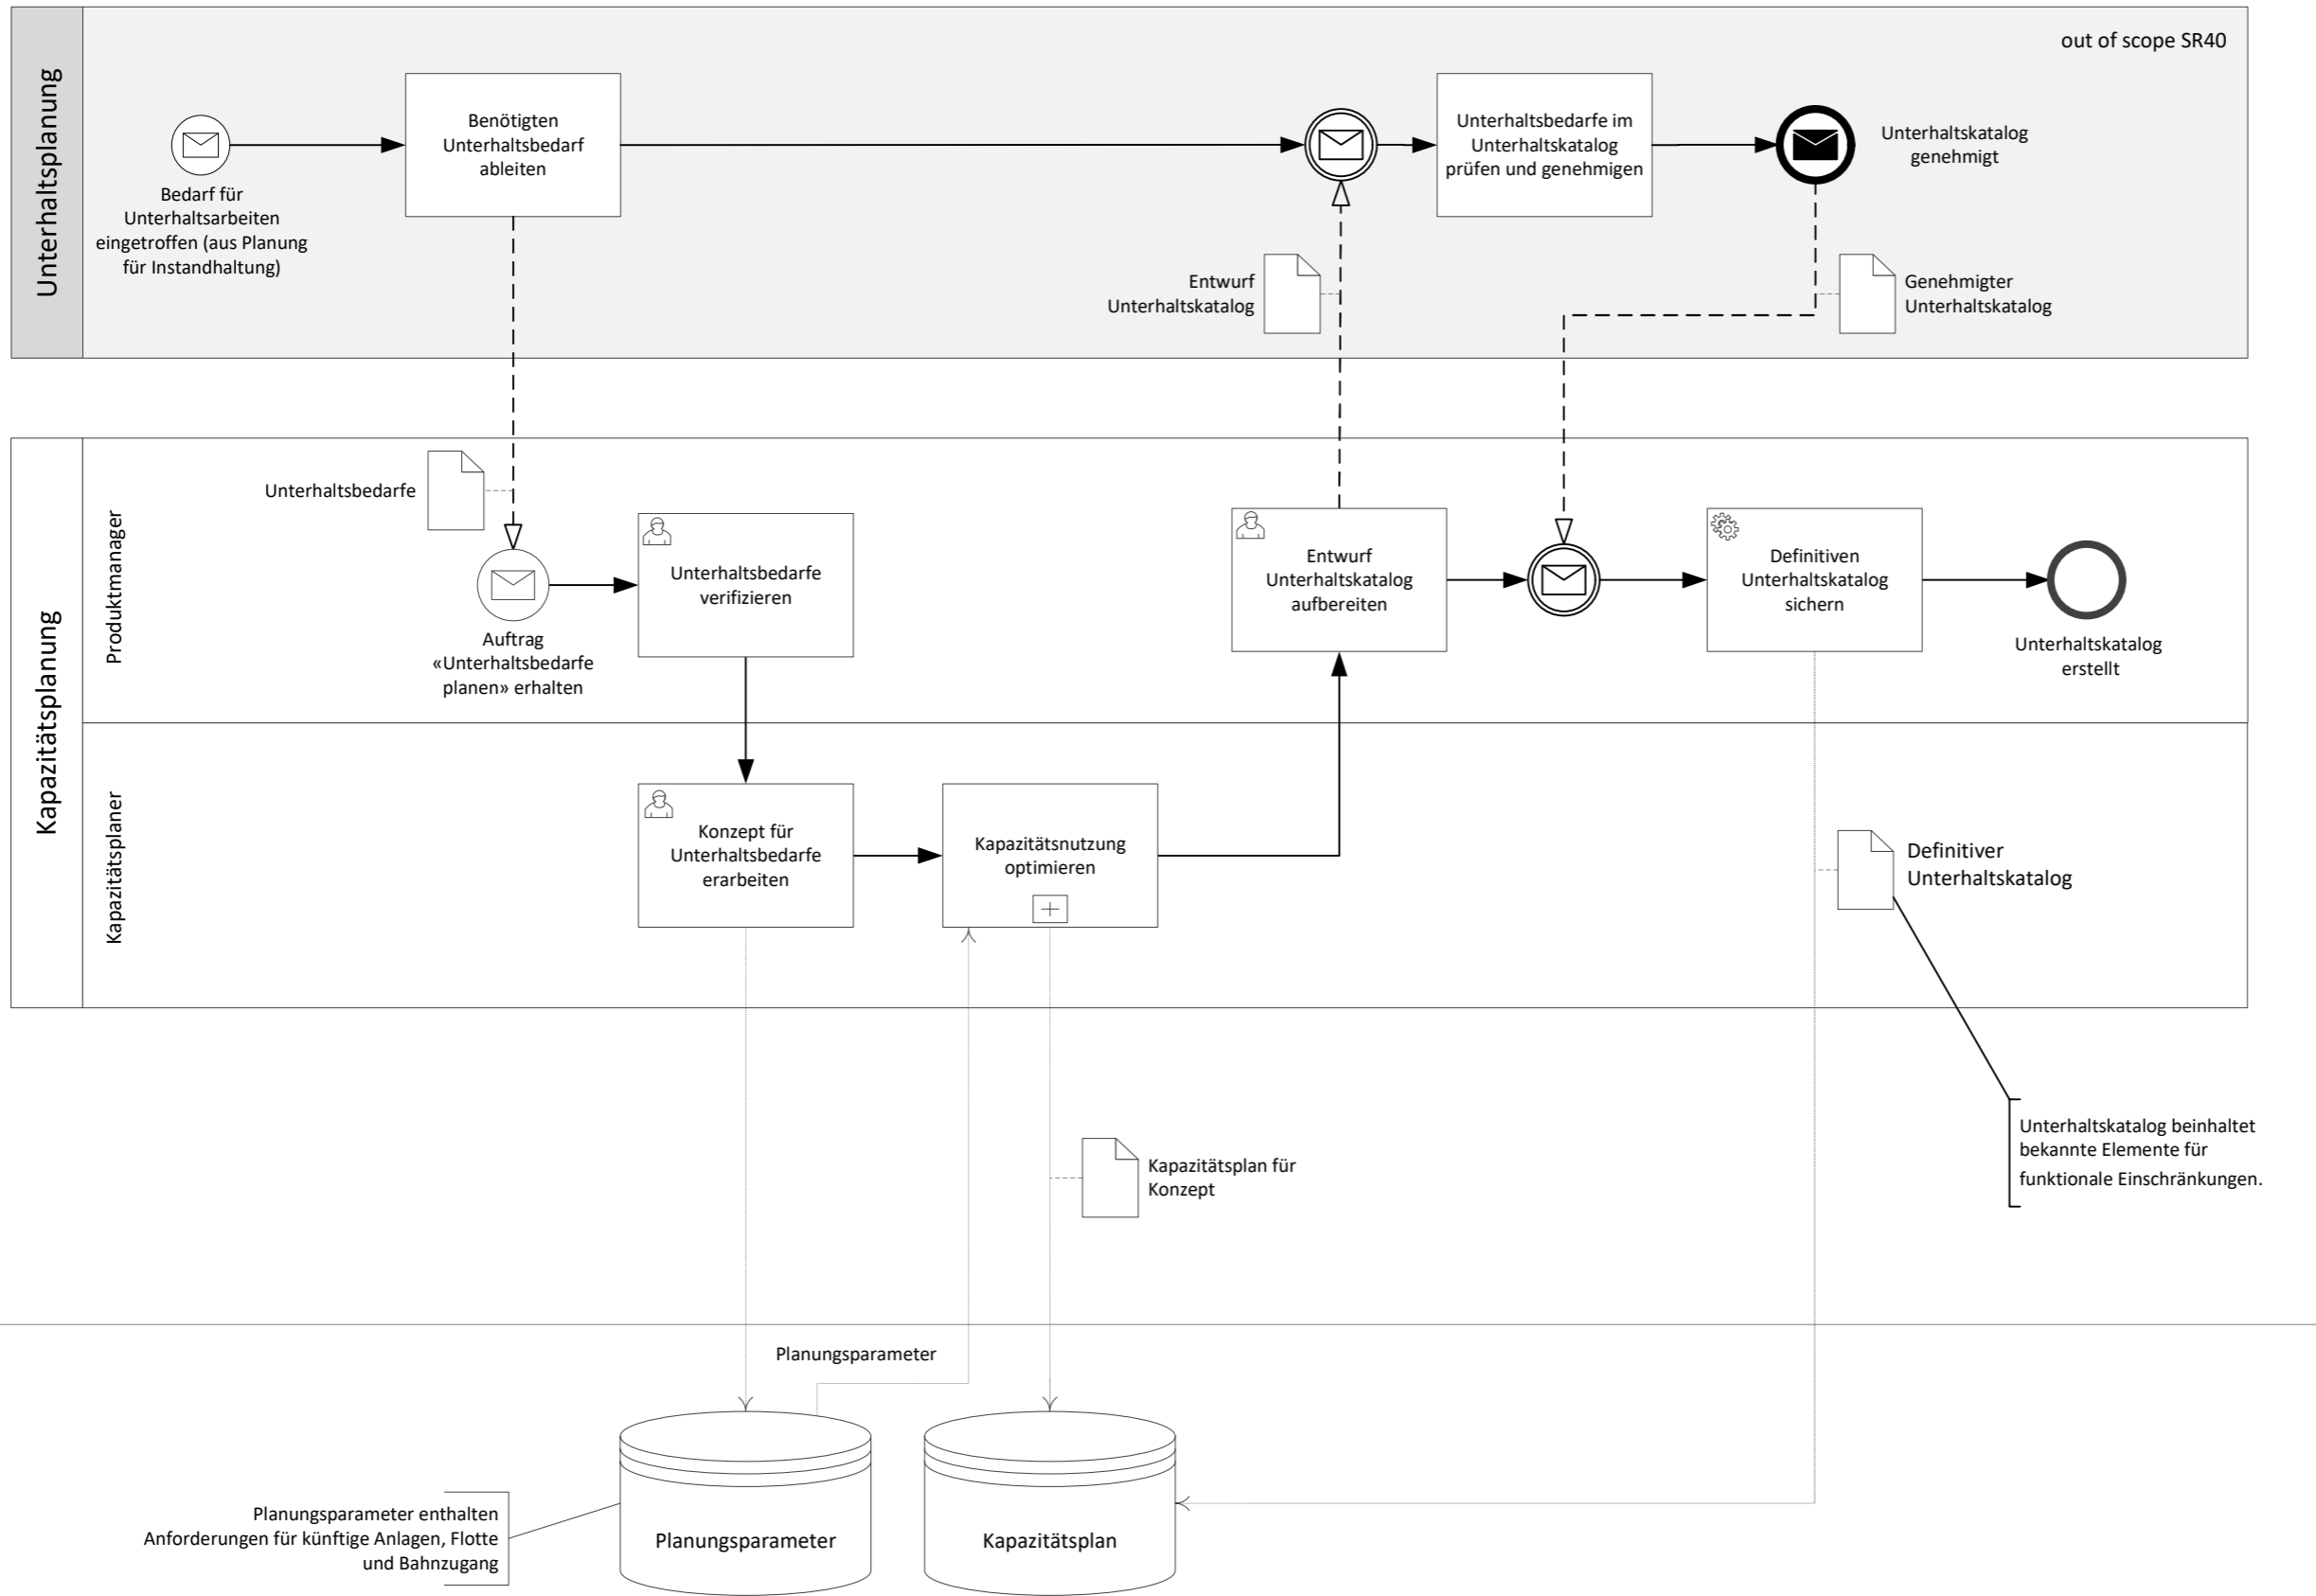 out of scope SR40
Unterhaltsplanung
Benötigten
Unterhaltsbedarf
ableiten
Unterhaltsbedarfe im
Unterhaltskatalog
prüfen und genehmigen
Unterhaltskatalog
genehmigt
Bedarf für
Unterhaltsarbeiten
eingetroffen (aus Planung
für Instandhaltung)
Entwurf
Unterhaltskatalog
Genehmigter
Unterhaltskatalog
Kapazitätsplanung
Produktmanager
Unterhaltsbedarfe
Auftrag
«Unterhaltsbedarfe
planen» erhalten
Unterhaltsbedarfe
verifizieren
Entwurf
Unterhaltskatalog
aufbereiten
Definitiven
Unterhaltskatalog
sichern
Unterhaltskatalog
erstellt
Kapazitätsplaner
Konzept für
Unterhaltsbedarfe
erarbeiten
Kapazitätsnutzung
optimieren
Definitiver
Unterhaltskatalog
Unterhaltskatalog beinhaltet
bekannte Elemente für
funktionale Einschränkungen.
Kapazitätsplan für
Konzept
Planungsparameter
Planungsparameter enthalten
Anforderungen für künftige Anlagen, Flotte
und Bahnzugang
Planungsparameter
Kapazitätsplan